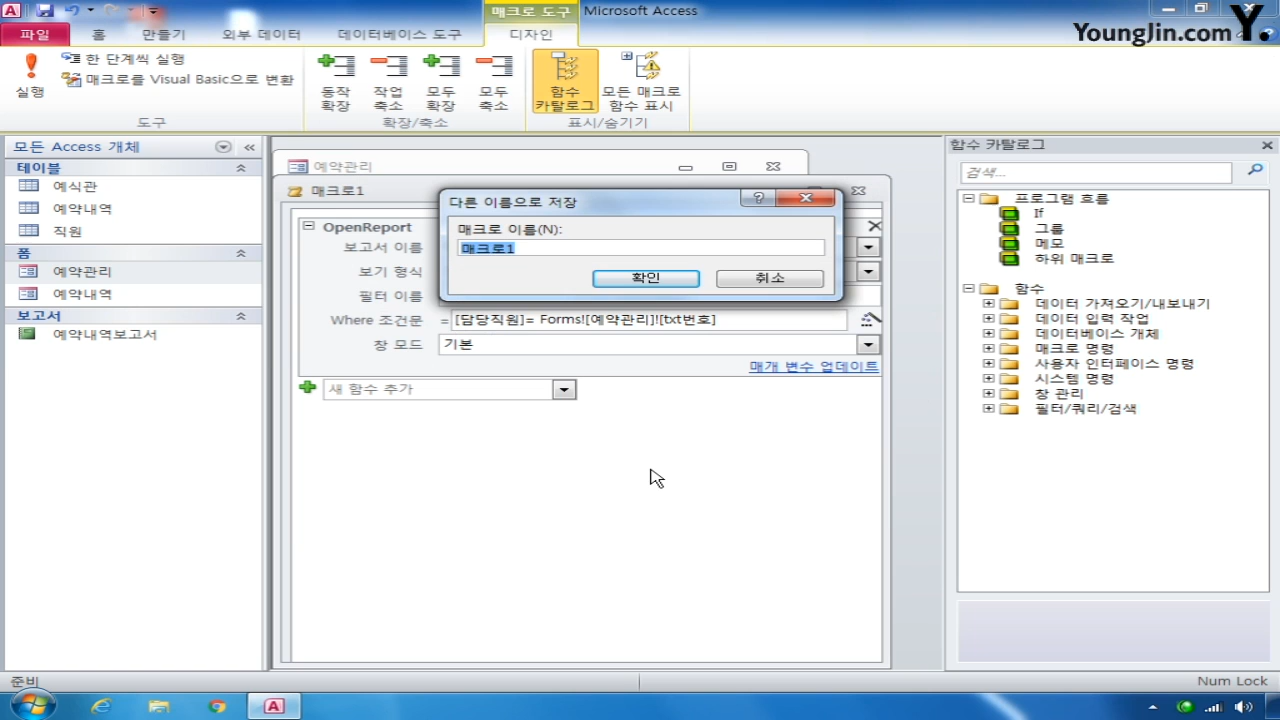 매크로 도구 Microsoft Access
YoungJin.com Y.
파일 홈 만들기 외부 데이터 데이터베이스 도구 디자인
실행
한 단계씩 실행
매크로를 Visual Basic으로 변환
도구
동작 확장
작업 축소
모두 확장
모두 축소
확장/축소
함수 카탈로그
모든 매크로 함수 표시
표시/숨기기
모든 Access 개체
테이블
예식관
예약내역
직원
폼
예약관리
예약내역
보고서
예약내역보고서
예약관리
매크로1
다른 이름으로 저장
매크로 이름(N):
매크로1
확인 취소
OpenReport
보고서 이름
보기 형식
필터 이름
Where 조건문 = [담당직원]= Forms![예약관리]![txt번호]
창 모드 기본
매개 변수 업데이트
새 함수 추가
함수 카탈로그
검색...
프로그램 흐름
If
그룹
메모
하위 매크로
함수
데이터 가져오기/내보내기
데이터 입력 작업
데이터베이스 개체
매크로 명령
사용자 인터페이스 명령
시스템 명령
창 관리
필터/쿼리/검색
준비
Num Lock